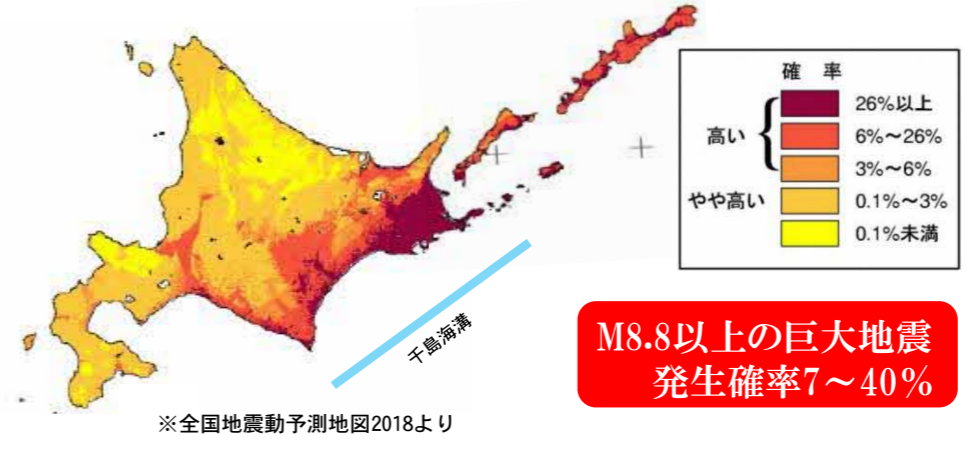 確 率
高い
26%以上
6%～26%
3%～6%
やや高い
0.1%～3%
0.1%未満
千島海溝
M8.8以上の巨大地震
発生確率7～40%
※全国地震動予測地図2018より